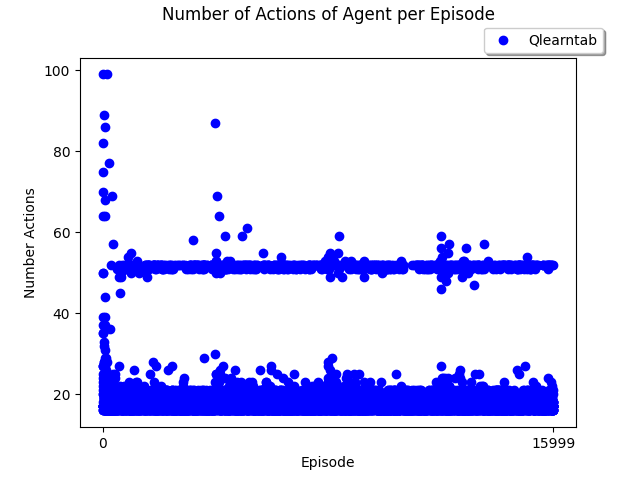 Number of Actions of Agent per Episode
Qlearntab
100
80
60
40
20
Number Actions
0
15999
Episode